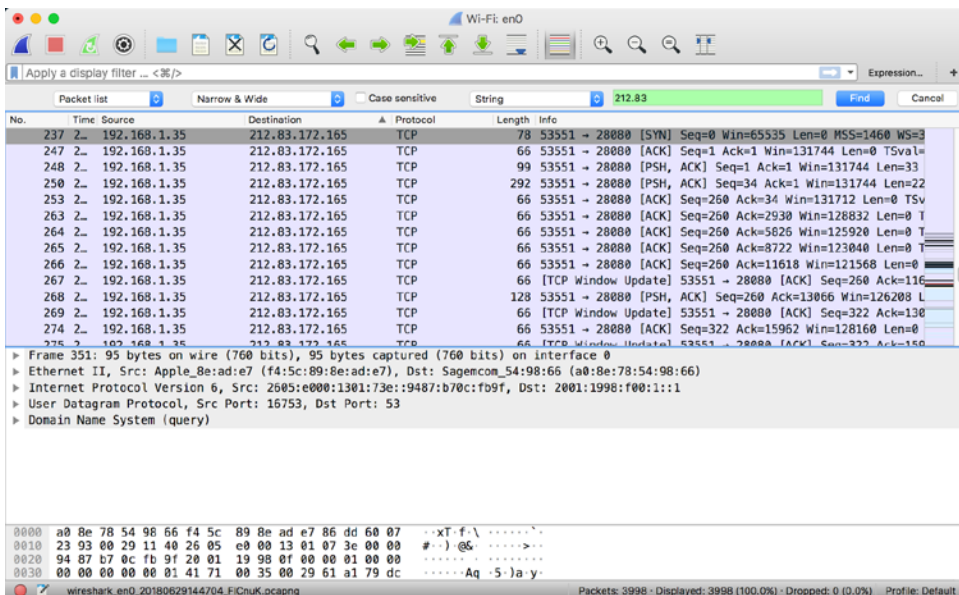 Wi-Fi: en0
Apply a display filter ... <⌘/>
Expression... +
Packet list Narrow & Wide Case sensitive String 212.83 Find Cancel
No. Time Source Destination Protocol Length Info
237 2… 192.168.1.35 212.83.172.165 TCP 78 53551 → 28080 [SYN] Seq=0 Win=65535 Len=0 MSS=1460 WS=3
247 2… 192.168.1.35 212.83.172.165 TCP 66 53551 → 28080 [ACK] Seq=1 Ack=1 Win=131744 Len=0 TSval=
248 2… 192.168.1.35 212.83.172.165 TCP 99 53551 → 28080 [PSH, ACK] Seq=1 Ack=1 Win=131744 Len=33
250 2… 192.168.1.35 212.83.172.165 TCP 292 53551 → 28080 [PSH, ACK] Seq=34 Ack=1 Win=131744 Len=22
253 2… 192.168.1.35 212.83.172.165 TCP 66 53551 → 28080 [ACK] Seq=260 Ack=34 Win=131712 Len=0 TSv
263 2… 192.168.1.35 212.83.172.165 TCP 66 53551 → 28080 [ACK] Seq=260 Ack=2930 Win=128832 Len=0 T
264 2… 192.168.1.35 212.83.172.165 TCP 66 53551 → 28080 [ACK] Seq=260 Ack=5826 Win=125920 Len=0 T
265 2… 192.168.1.35 212.83.172.165 TCP 66 53551 → 28080 [ACK] Seq=260 Ack=8722 Win=123040 Len=0 T
266 2… 192.168.1.35 212.83.172.165 TCP 66 53551 → 28080 [ACK] Seq=260 Ack=11618 Win=121568 Len=0
267 2… 192.168.1.35 212.83.172.165 TCP 66 [TCP Window Update] 53551 → 28080 [ACK] Seq=260 Ack=116
268 2… 192.168.1.35 212.83.172.165 TCP 128 53551 → 28080 [PSH, ACK] Seq=260 Ack=13066 Win=126208 L
269 2… 192.168.1.35 212.83.172.165 TCP 66 [TCP Window Update] 53551 → 28080 [ACK] Seq=322 Ack=130
274 2… 192.168.1.35 212.83.172.165 TCP 66 53551 → 28080 [ACK] Seq=322 Ack=15962 Win=128160 Len=0
275 2 192.168.1.35 212.83.172.165 TCP 66 [TCP Window Update] 53551 → 28080 [ACK] Seq=322 Ack=159
Frame 351: 95 bytes on wire (760 bits), 95 bytes captured (760 bits) on interface 0
Ethernet II, Src: Apple_8e:ad:e7 (f4:5c:89:8e:ad:e7), Dst: Sagemcom_54:98:66 (a0:8e:78:54:98:66)
Internet Protocol Version 6, Src: 2605:e000:1301:73e::9487:b70c:fb9f, Dst: 2001:1998:f00:1::1
User Datagram Protocol, Src Port: 16753, Dst Port: 53
Domain Name System (query)
0000 a0 8e 78 54 98 66 f4 5c 89 8e ad e7 86 dd 60 07 ··xT·f·\ ······`·
0010 23 93 00 29 11 40 26 05 e0 00 13 01 07 3e 00 00 #··)·@&· ·····>··
0020 94 87 b7 0c fb 9f 20 01 19 98 0f 00 00 01 00 00 ······ · ········
0030 00 00 00 00 00 01 41 71 00 35 00 29 61 a1 79 dc ······Aq ·5·)a·y·
wireshark_en0_20180629144704_FICnuK.pcapng Packets: 3998 · Displayed: 3998 (100.0%) · Dropped: 0 (0.0%) Profile: Default